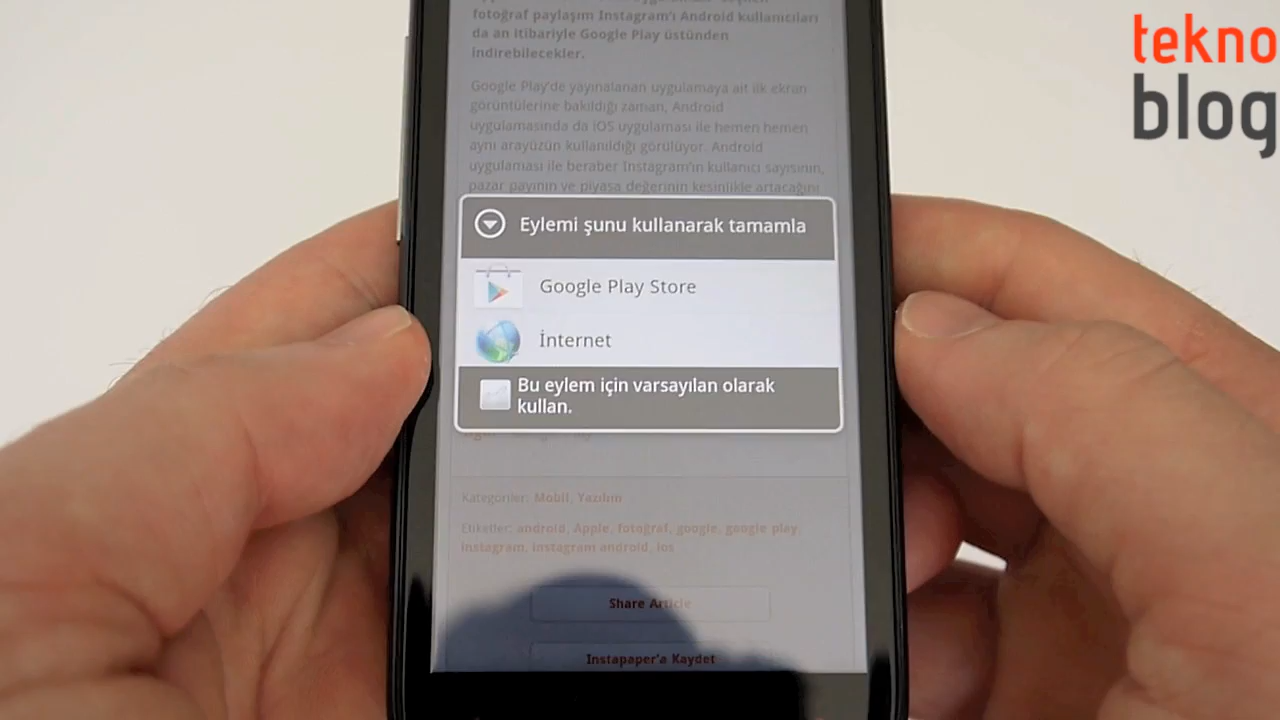 fotoğraf paylaşım Instagram'ı Android kullanıcıları
da an itibariyle Google Play üstünden
indirebilecekler.
Google Play'de yayınalanan uygulamaya ait ilk ekran
görüntülerine bakıldığı zaman, Android
uygulamasında da iOS uygulaması ile hemen hemen
aynı arayüzün kullanıldığı görülüyor. Android
uygulaması ile beraber Instagram'ın kullanıcı sayısının,
pazar payının ve piyasa değerinin kesinlikle artacağını
Eylemi şunu kullanarak tamamla
Google Play Store
İnternet
Bu eylem için varsayılan olarak
kullan.
Kategoriler: Mobil, Yazılım
Etiketler: android, Apple, fotoğraf, google, google play,
instagram, instagram android, ios
Share Article
Instapaper'a Kaydet
tekno
blog